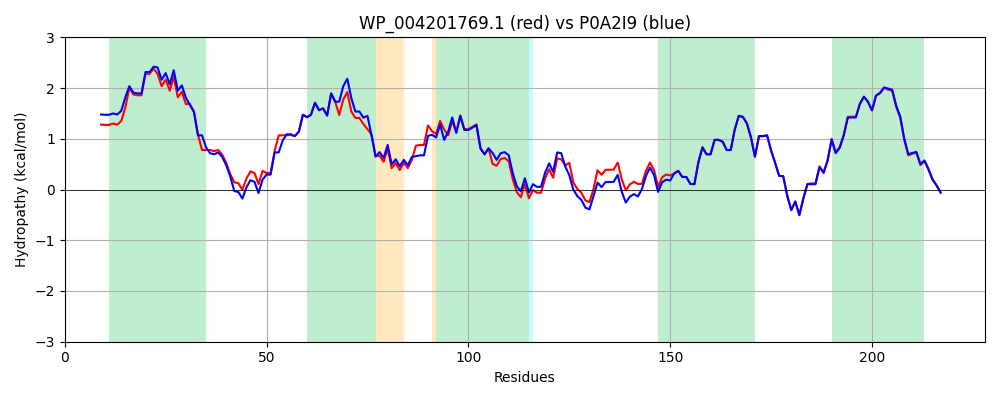 WP_004201769.1 (red) vs P0A2I9 (blue)
Hydropathy (kcal/mol)
3
2
1
0
−1
−2
−3
0 50 100 150 200
Residues